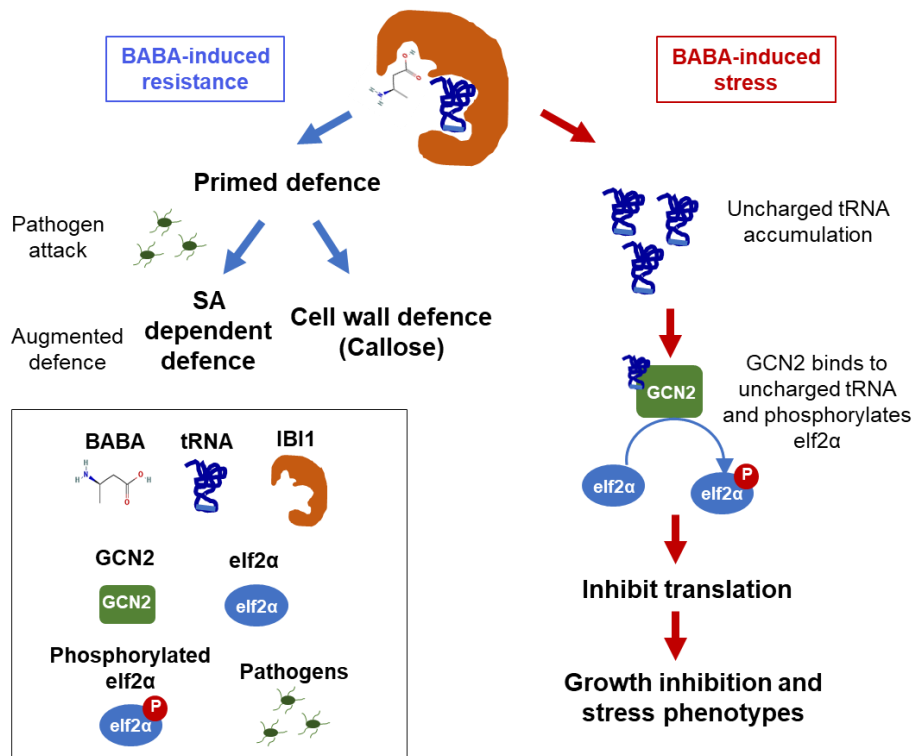 BABA-induced
resistance
BABA-induced
stress
Primed defence
Pathogen
attack
SA
dependent
defence
Cell wall defence
(Callose)
Augmented
defence
Uncharged tRNA
accumulation
GCN2
GCN2 binds to
uncharged tRNA
and phosphorylates
elf2α
elf2α
elf2α
P
Inhibit translation
Growth inhibition and
stress phenotypes
BABA
tRNA
IBI1
H
H
N
O
H
O
GCN2
GCN2
elf2α
elf2α
Phosphorylated
elf2α
P
elf2α
Pathogens